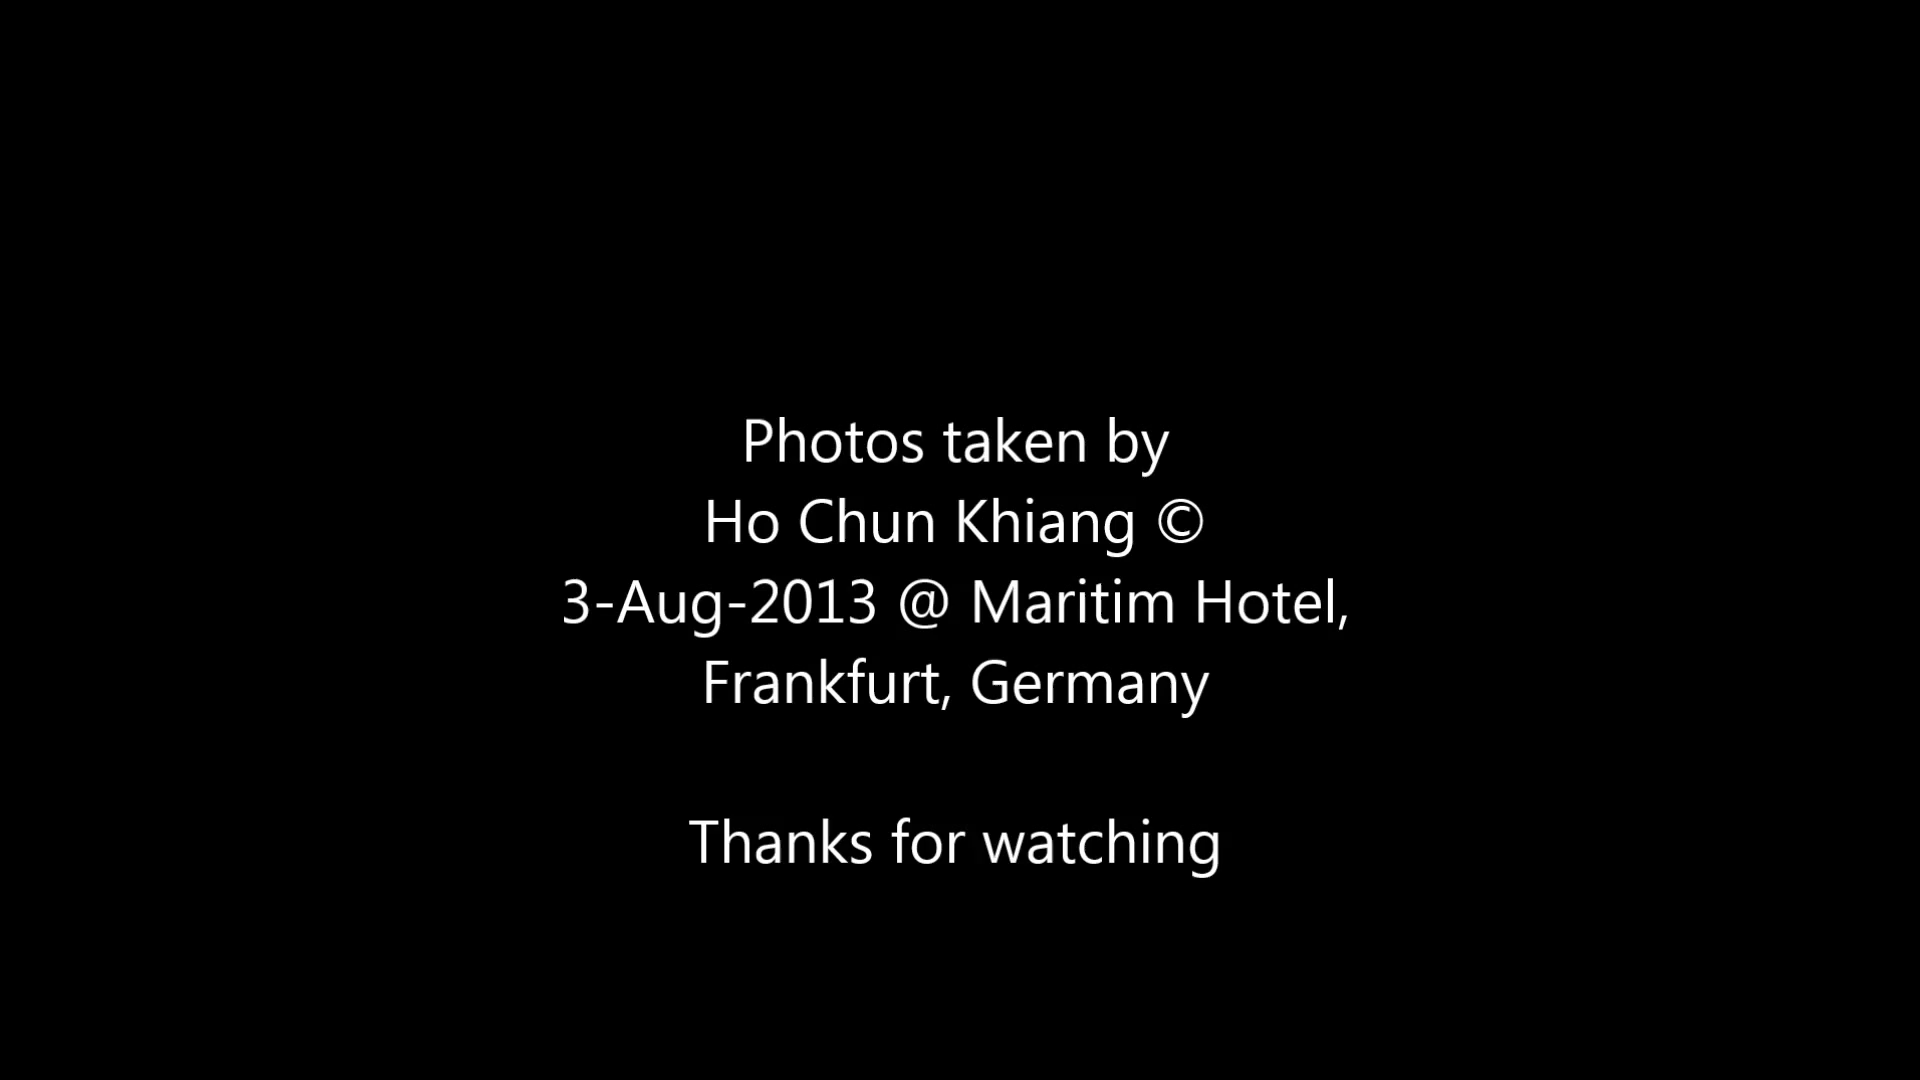 Photos taken by
Ho Chun Khiang ©
3-Aug-2013 @ Maritim Hotel,
Frankfurt, Germany
Thanks for watching